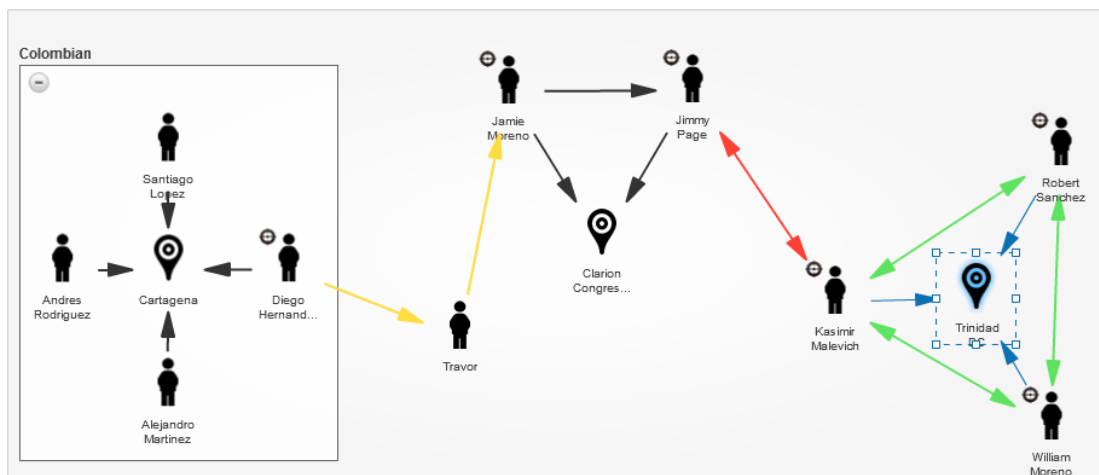 Colombian
Santiago
Lopez
Andres
Rodriguez
Cartagena
Diego
Hernand...
Alejandro
Martinez
Travor
Jamie
Moreno
Jimmy
Page
Clarion
Congres...
Kasimir
Malevich
Robert
Sanchez
Trinidad
William
Moreno